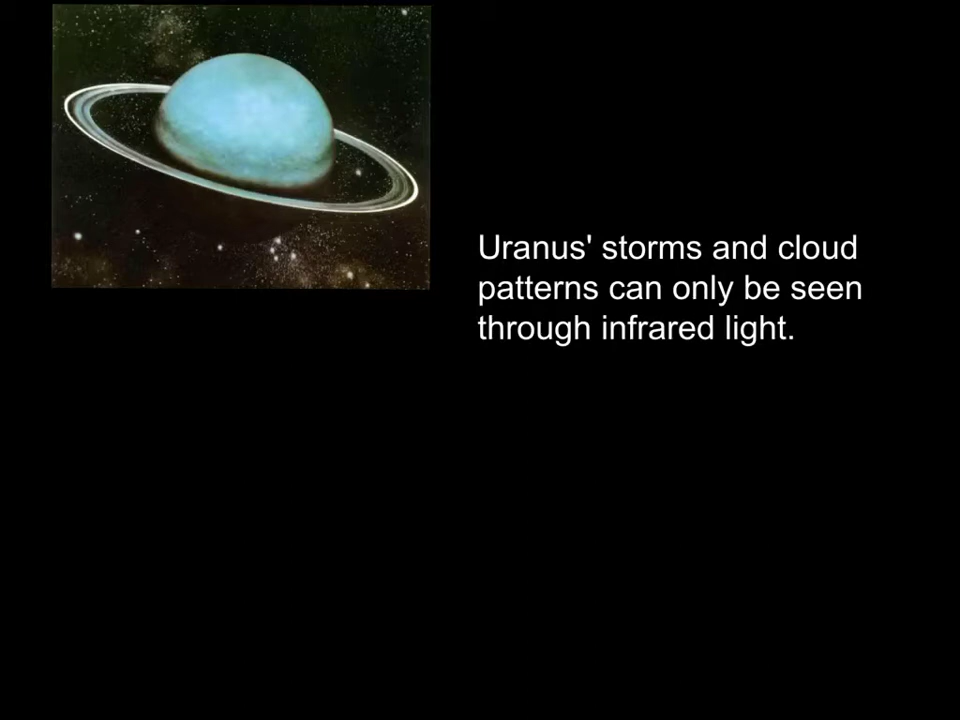 Uranus' storms and cloud
patterns can only be seen
through infrared light.